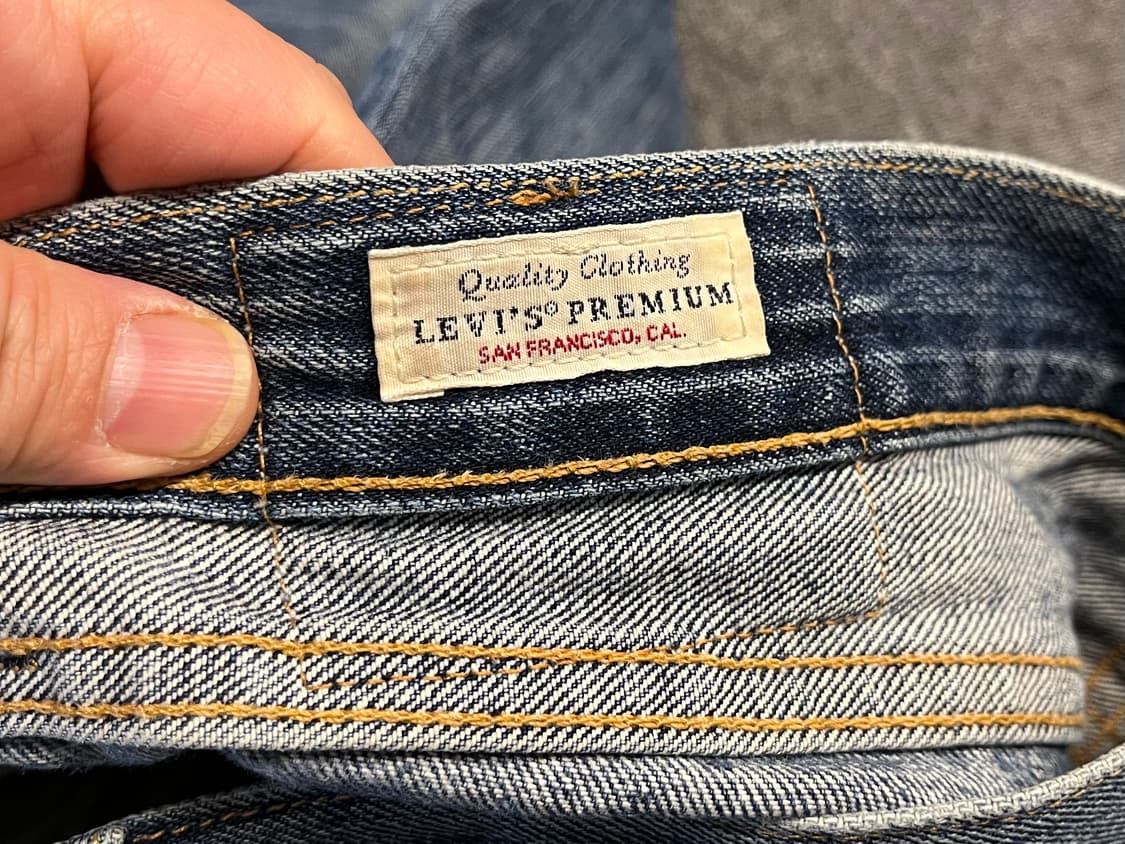 Quality Clothing
LEVI'S® PREMIUM
SAN FRANCISCO, CAL.